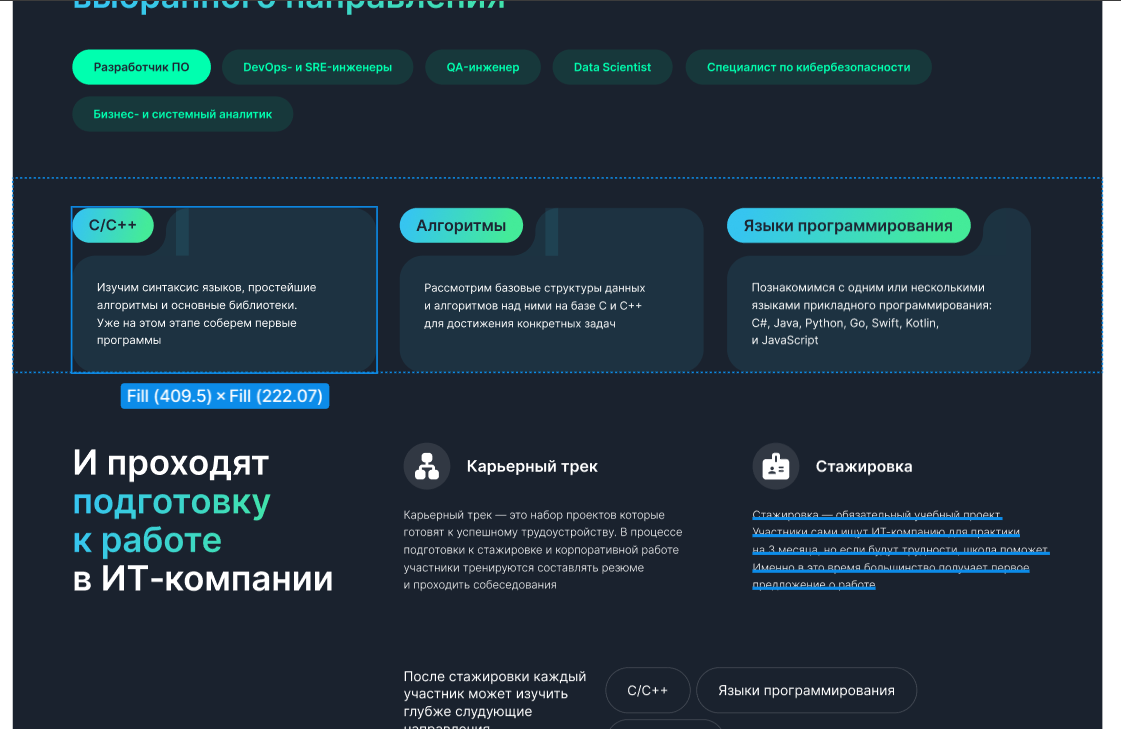 выбранного направления
Разработчик ПО
DevOps- и SRE-инженеры
QA-инженер
Data Scientist
Специалист по кибербезопасности
Бизнес- и системный аналитик
C/C++
Алгоритмы
Языки программирования
Изучим синтаксис языков, простейшие
алгоритмы и основные библиотеки.
Уже на этом этапе соберем первые
программы
Рассмотрим базовые структуры данных
и алгоритмов над ними на базе С и С++
для достижения конкретных задач
Познакомимся с одним или несколькими
языками прикладного программирования:
C#, Java, Python, Go, Swift, Kotlin,
и JavaScript
Fill (409.5) × Fill (222.07)
И проходят
подготовку
к работе
в ИТ-компании
Карьерный трек
Карьерный трек — это набор проектов которые
готовят к успешному трудоустройству. В процессе
подготовки к стажировке и корпоративной работе
участники тренируются составлять резюме
и проходить собеседования
Стажировка
Стажировка — обязательный учебный проект.
Участники сами ищут ИТ-компанию для практики
на 3 месяца, но если будут трудности, школа поможет.
Именно в это время большинство получает первое
предложение о работе
После стажировки каждый
участник может изучить
глубже слудующие
направления
C/C++
Языки программирования